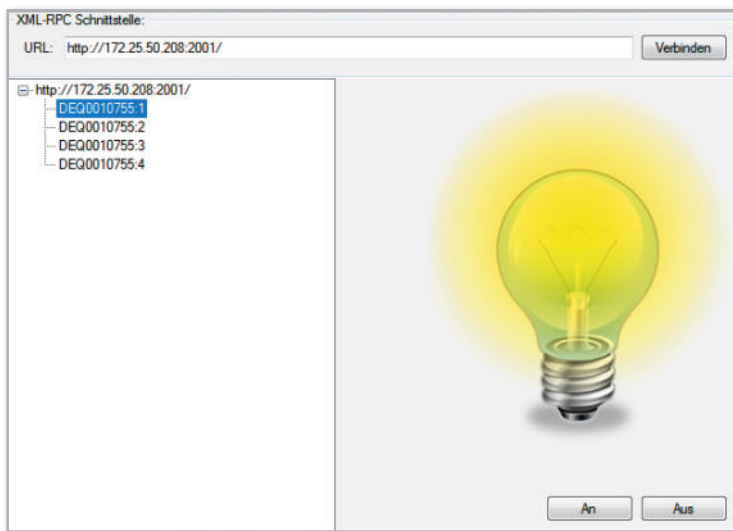 XML-RPC Schnittstelle:
URL: http://172.25.50.208:2001/ Verbinden
http://172.25.50.208:2001/
DEQ0010755:1
DEQ0010755:2
DEQ0010755:3
DEQ0010755:4
An Aus